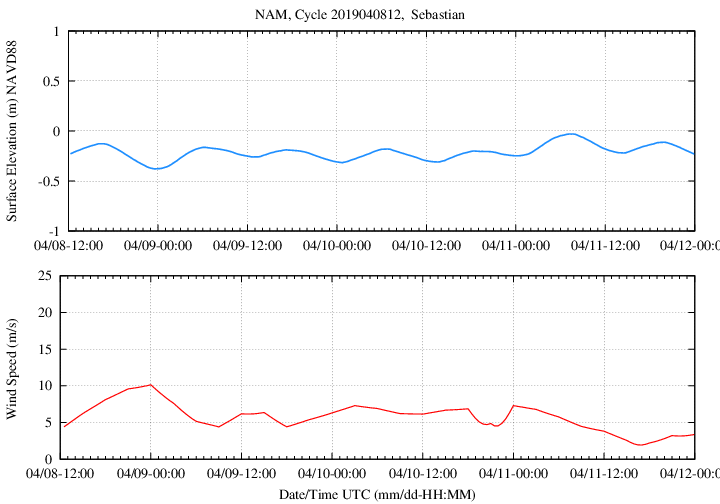 NAM, Cycle 2019040812,  Sebastian
Surface Elevation (m) NAVD88
1
0.5
0
-0.5
-1
04/08-12:00 04/09-00:00 04/09-12:00 04/10-00:00 04/10-12:00 04/11-00:00 04/11-12:00 04/12-00:0
Wind Speed (m/s)
25
20
15
10
5
0
04/08-12:00 04/09-00:00 04/09-12:00 04/10-00:00 04/10-12:00 04/11-00:00 04/11-12:00 04/12-00:0
Date/Time UTC (mm/dd-HH:MM)